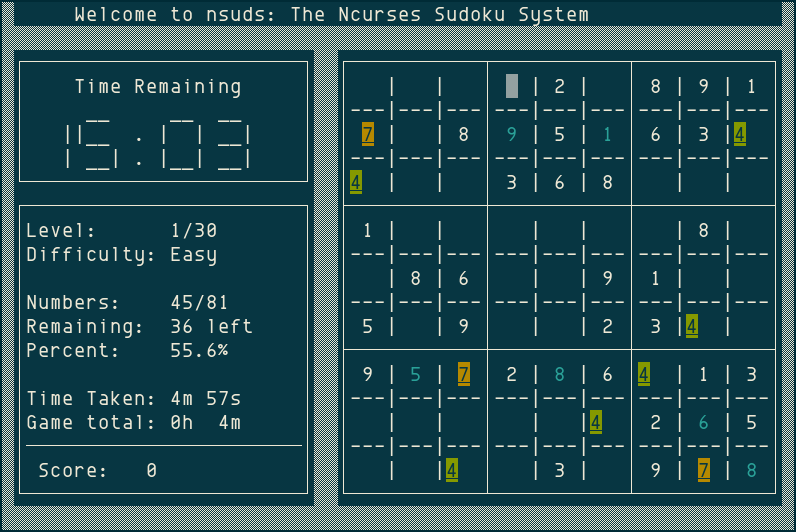 Welcome to nsuds: The Ncurses Sudoku System
Time Remaining
15:03
Level: 1/30
Difficulty: Easy
Numbers: 45/81
Remaining: 36 left
Percent: 55.6%
Time Taken: 4m 57s
Game total: 0h 4m
Score: 0
2 8 9 1
7 8 9 5 1 6 3 4
4 3 6 8
1 8
8 6 9 1
5 9 2 3 4
9 5 7 2 8 6 4 1 3
4 2 6 5
4 3 9 7 8